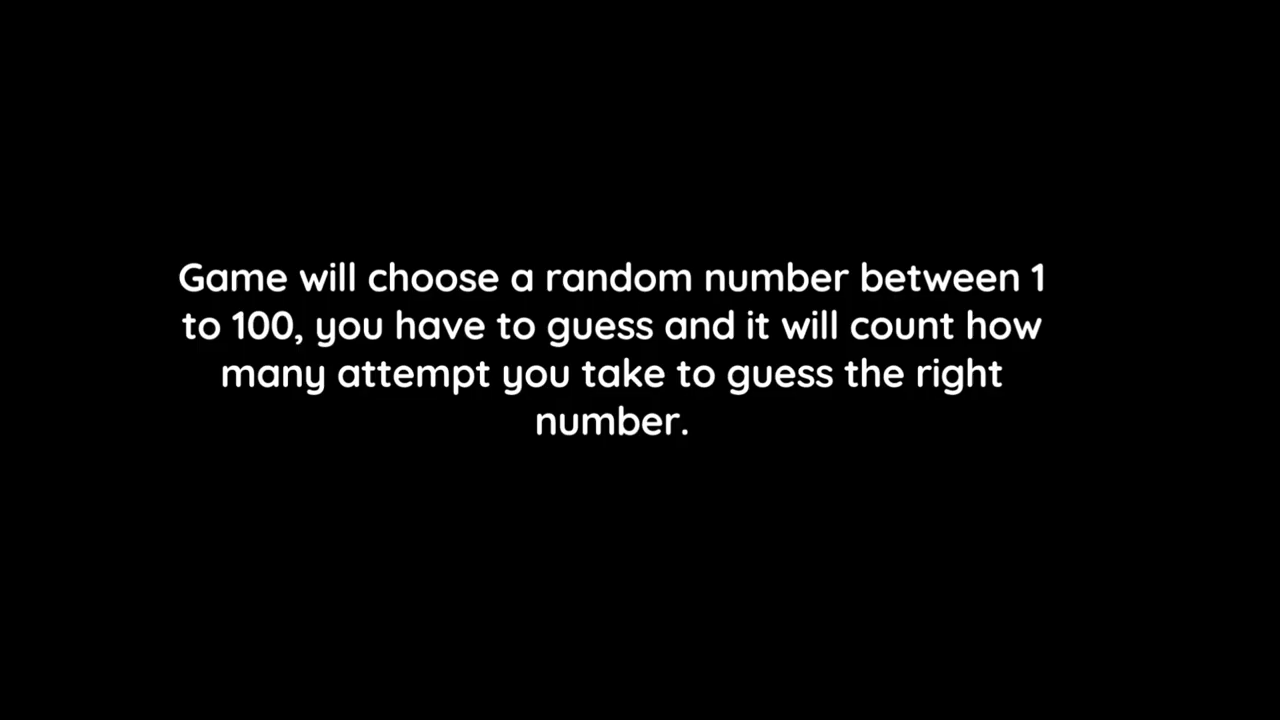 Game will choose a random number between 1
to 100, you have to guess and it will count how
many attempt you take to guess the right
number.